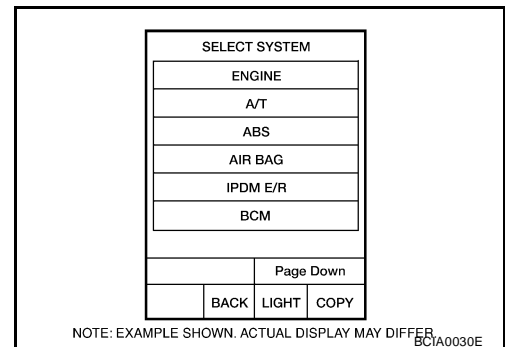 SELECT SYSTEM
ENGINE
A/T
ABS
AIR BAG
IPDM E/R
BCM
Page Down
BACK LIGHT COPY
NOTE: EXAMPLE SHOWN. ACTUAL DISPLAY MAY DIFFER.
BCIA0030E